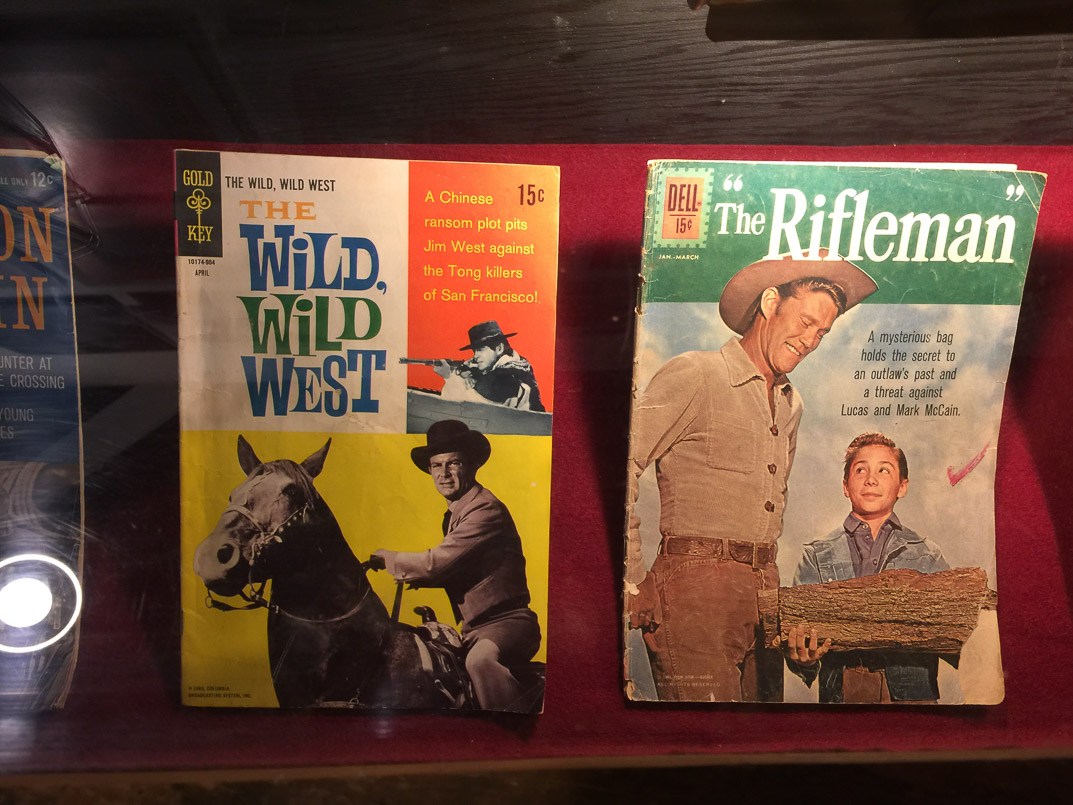 12¢
ON
IN
UNTER AT
E CROSSING
YOUNG
ES
GOLD
KEY
10174-904
APRIL
THE WILD, WILD WEST
THE
WiLD,
WiLD
WEST
A Chinese 15¢
ransom plot pits
Jim West against
the Tong killers
of San Francisco!
BROADCASTING SYSTEM, INC.
DELL
15¢
JAN.-MARCH
"The Rifleman"
A mysterious bag
holds the secret to
an outlaw's past and
a threat against
Lucas and Mark McCain.